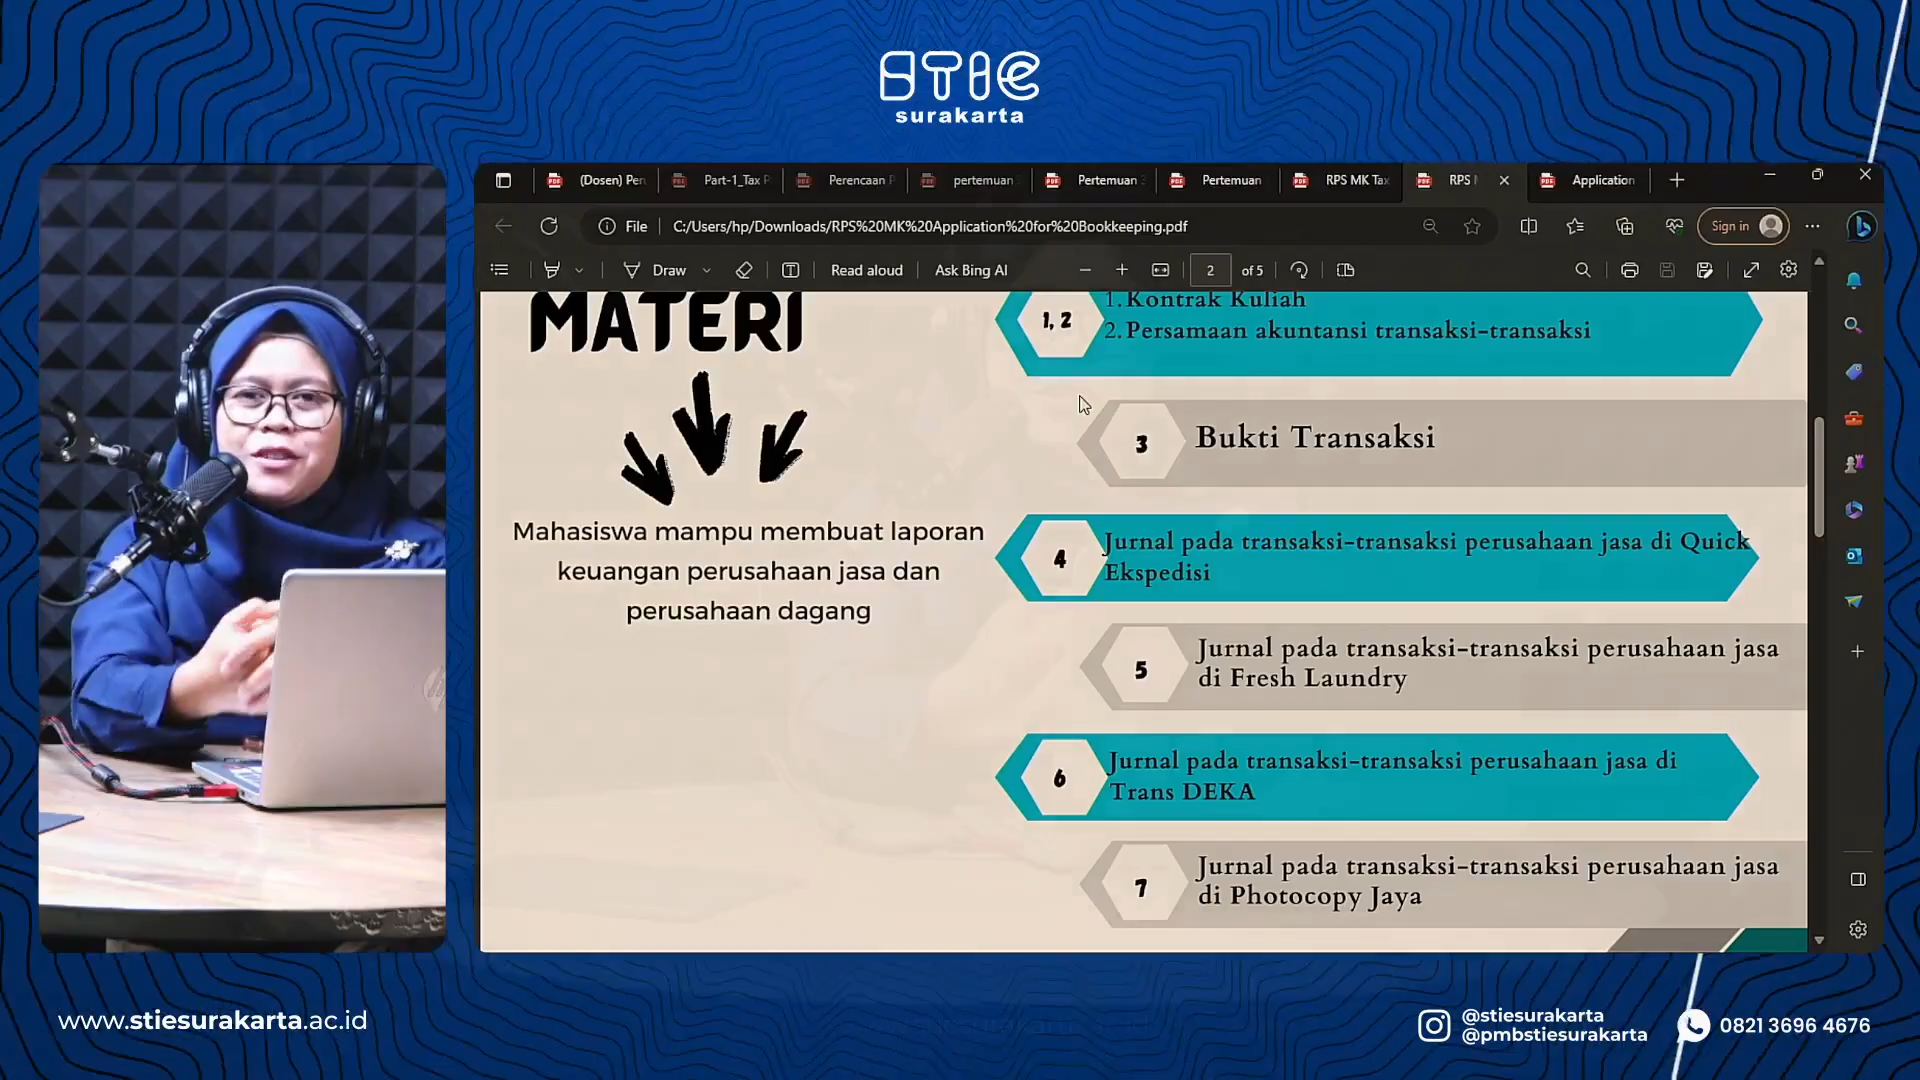 STIE
surakarta
(Dosen) Per
Part-1_Tax P
Perencaan P
pertemuan
Pertemuan 3
Pertemuan
RPS MK Tax
RPS M
Application
File
C:/Users/hp/Downloads/RPS%20MK%20Application%20for%20Bookkeeping.pdf
Sign in
Draw
Read aloud
Ask Bing AI
2
of 5
MATERI
Mahasiswa mampu membuat laporan
keuangan perusahaan jasa dan
perusahaan dagang
1, 2
1. Kontrak Kuliah
2. Persamaan akuntansi transaksi-transaksi
3
Bukti Transaksi
4
Jurnal pada transaksi-transaksi perusahaan jasa di Quick
Ekspedisi
5
Jurnal pada transaksi-transaksi perusahaan jasa
di Fresh Laundry
6
Jurnal pada transaksi-transaksi perusahaan jasa di
Trans DEKA
7
Jurnal pada transaksi-transaksi perusahaan jasa
di Photocopy Jaya
www.stiesurakarta.ac.id
@stiesurakarta
@pmbstiesurakarta
0821 3696 4676